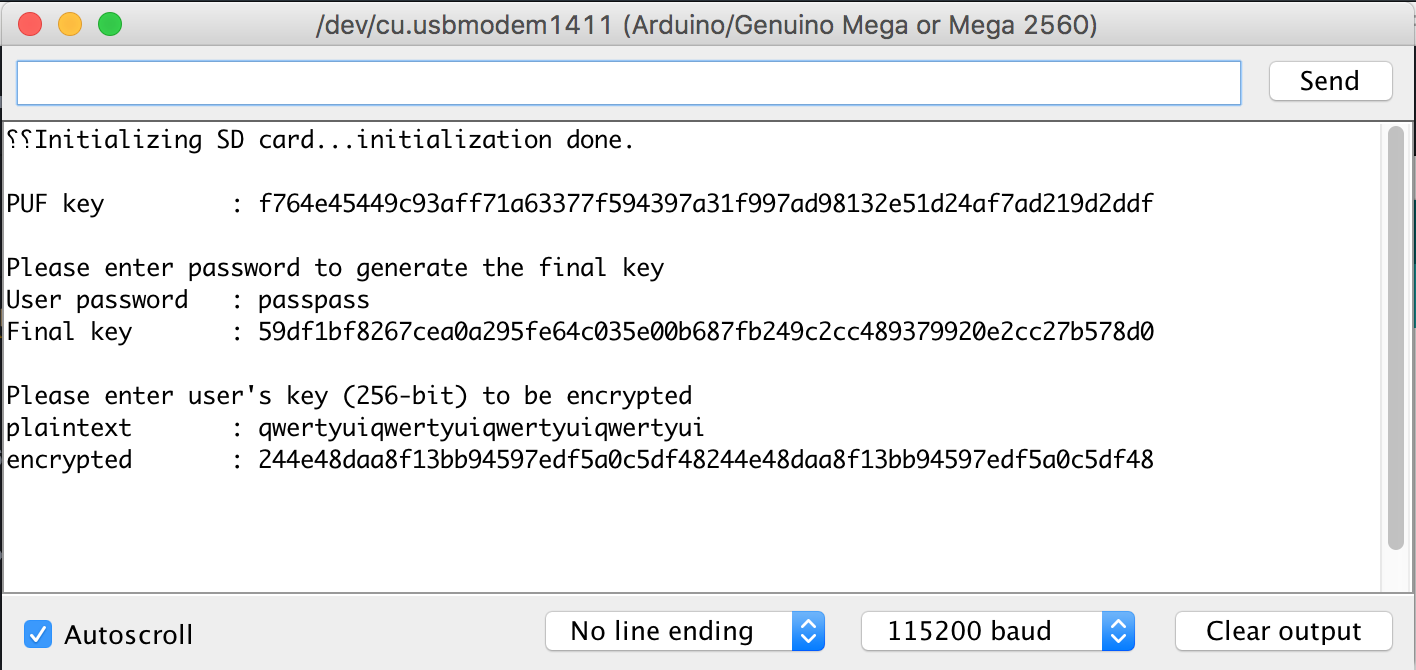 /dev/cu.usbmodem1411 (Arduino/Genuino Mega or Mega 2560)
Send
⸮⸮Initializing SD card...initialization done.
PUF key : f764e45449c93aff71a63377f594397a31f997ad98132e51d24af7ad219d2ddf
Please enter password to generate the final key
User password : passpass
Final key : 59df1bf8267cea0a295fe64c035e00b687fb249c2cc489379920e2cc27b578d0
Please enter user's key (256-bit) to be encrypted
plaintext : qwertyuiqwertyuiqwertyuiqwertyui
encrypted : 244e48daa8f13bb94597edf5a0c5df48244e48daa8f13bb94597edf5a0c5df48
Autoscroll
No line ending
115200 baud
Clear output